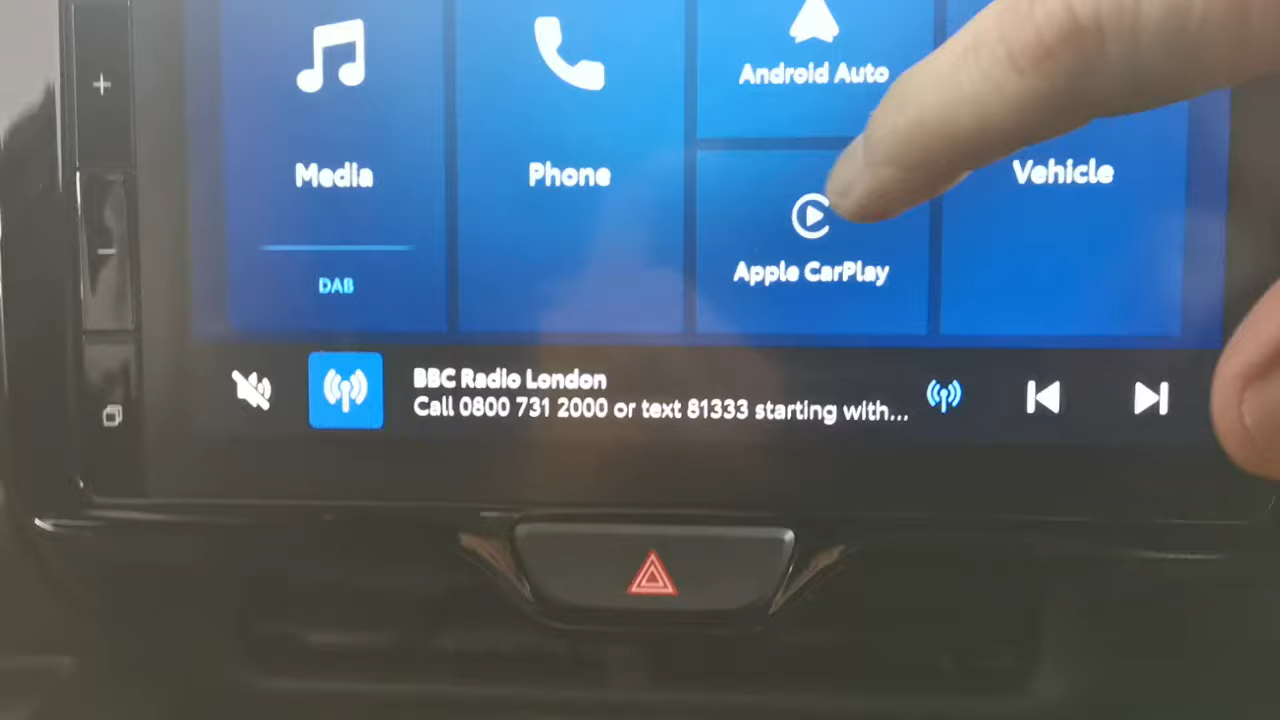 Android Auto
Media
Phone
Vehicle
Apple CarPlay
DAB
BBC Radio London
Call 0800 731 2000 or text 81333 starting with...
+
-